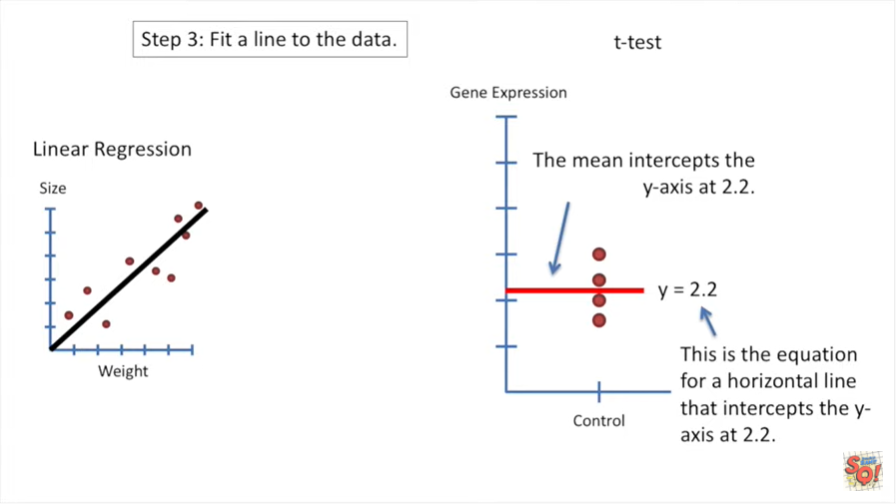 Step 3: Fit a line to the data.
t-test
Linear Regression
Size
Weight
Gene Expression
The mean intercepts the
y-axis at 2.2.
y = 2.2
This is the equation
for a horizontal line
that intercepts the y-
axis at 2.2.
Control
SQ!